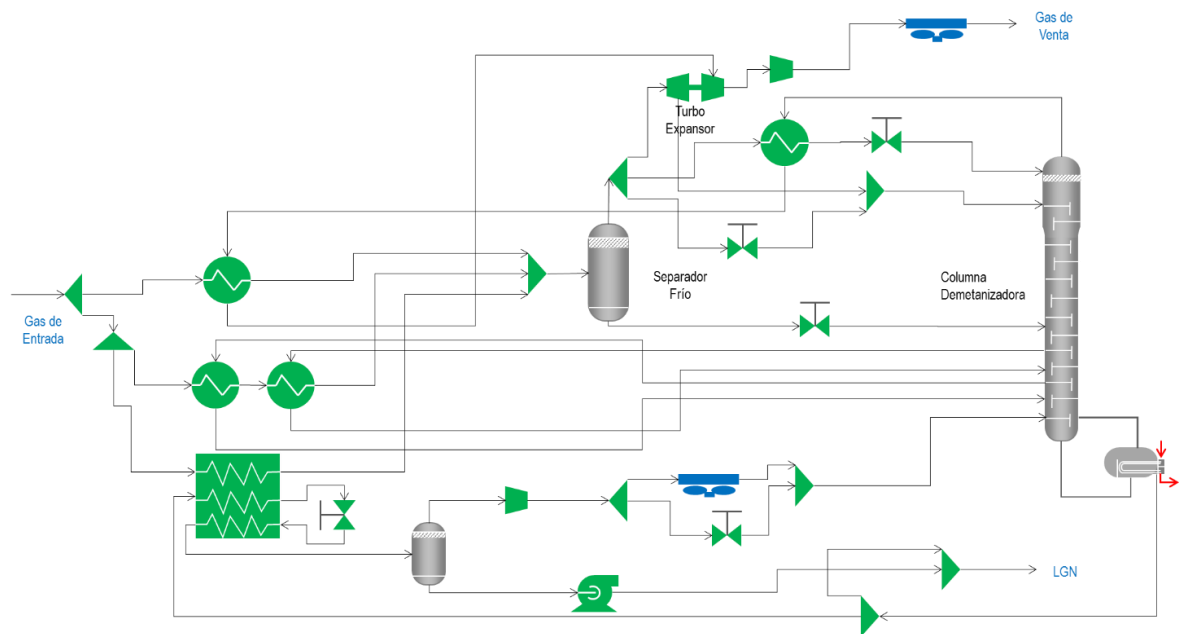 Gas de
Venta
Turbo
Expansor
Separador
Frío
Columna
Demetanizadora
Gas de
Entrada
LGN